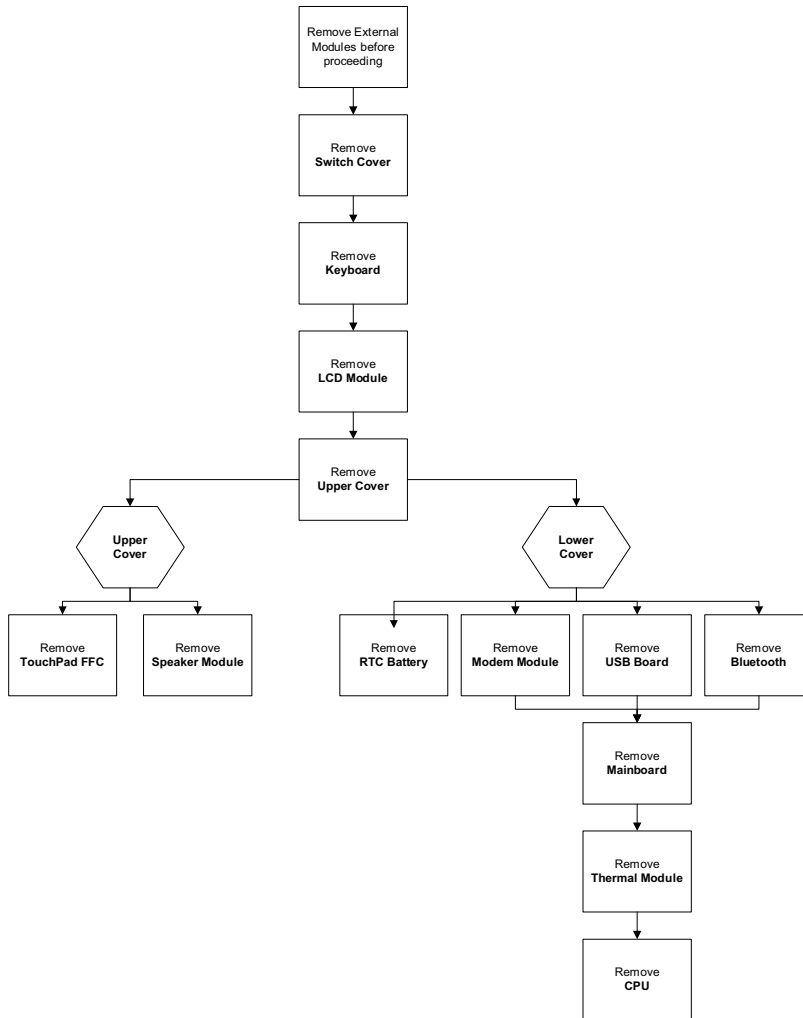 Remove External
Modules before
proceeding
Remove
Switch Cover
Remove
Keyboard
Remove
LCD Module
Remove
Upper Cover
Upper
Cover
Lower
Cover
Remove
TouchPad FFC
Remove
Speaker Module
Remove
RTC Battery
Remove
Modem Module
Remove
USB Board
Remove
Bluetooth
Remove
Mainboard
Remove
Thermal Module
Remove
CPU